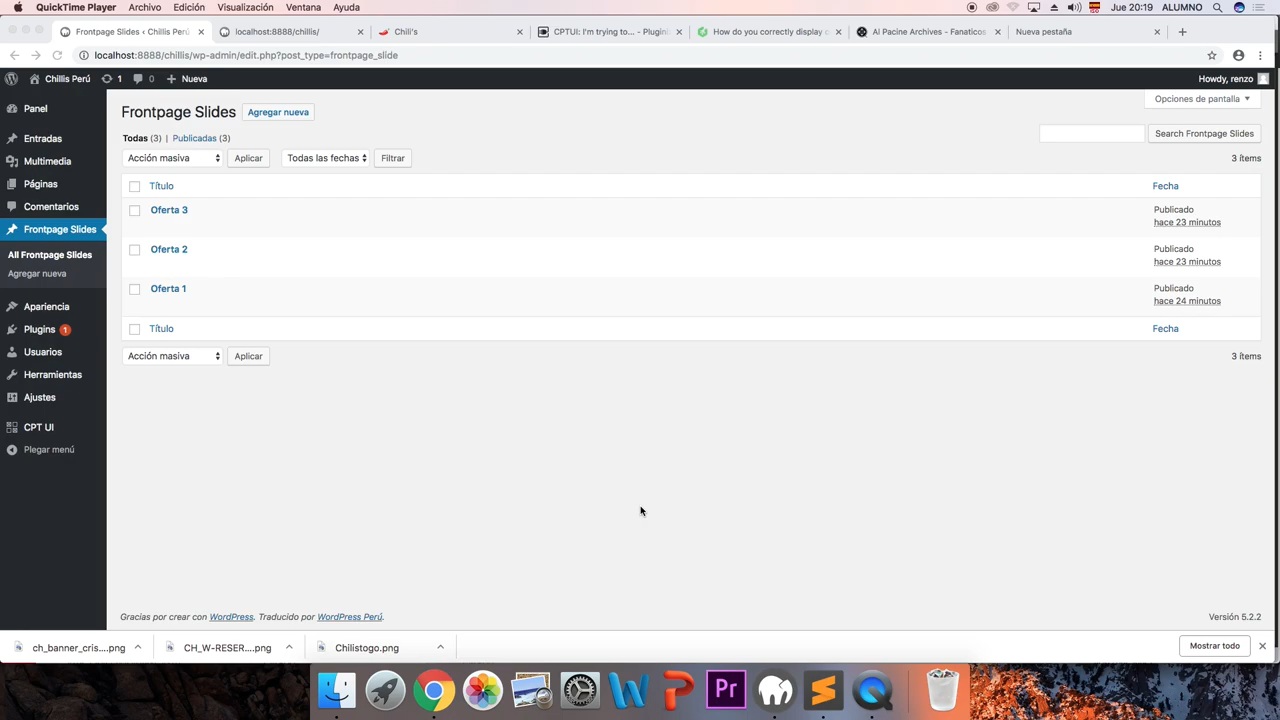 QuickTime Player Archivo Edición Visualización Ventana Ayuda Jue 20:19 ALUMNO
Frontpage Slides ‹ Chillis Perú localhost:8888/chillis/ Chili's CPTUI: I'm trying to... - Plugin How do you correctly display c Al Pacine Archives - Fanaticos Nueva pestaña
localhost:8888/chillis/wp-admin/edit.php?post_type=frontpage_slide
Chillis Perú 1 0 Nueva Howdy, renzo
Panel
Entradas
Multimedia
Páginas
Comentarios
Frontpage Slides
All Frontpage Slides
Agregar nueva
Apariencia
Plugins 1
Usuarios
Herramientas
Ajustes
CPT UI
Plegar menú
Opciones de pantalla
Frontpage Slides Agregar nueva
Todas (3) | Publicadas (3)
Search Frontpage Slides
Acción masiva Aplicar Todas las fechas Filtrar 3 ítems
Título Fecha
Oferta 3 Publicado
hace 23 minutos
Oferta 2 Publicado
hace 23 minutos
Oferta 1 Publicado
hace 24 minutos
Título Fecha
Acción masiva Aplicar 3 ítems
Gracias por crear con WordPress. Traducido por WordPress Perú. Versión 5.2.2
ch_banner_cris....png CH_W-RESER....png Chilistogo.png Mostrar todo
Pr